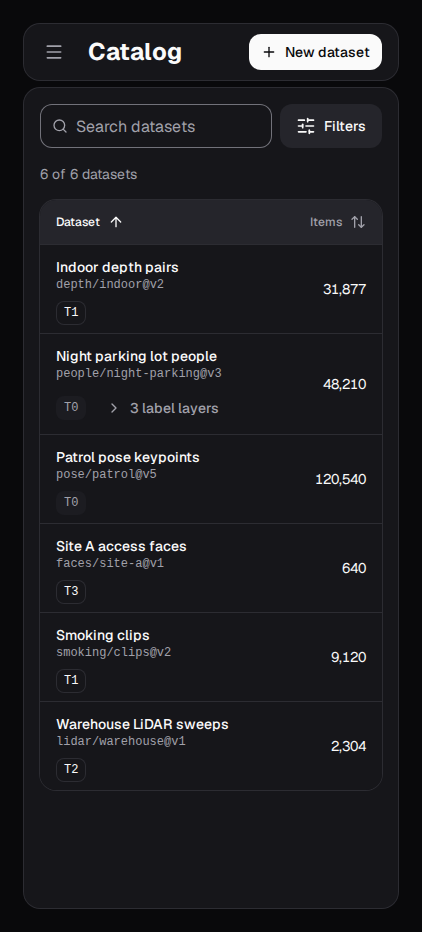 Catalog
New dataset
Search datasets
Filters
6 of 6 datasets
Dataset
Items
Indoor depth pairs
depth/indoor@v2
31,877
T1
Night parking lot people
people/night-parking@v3
48,210
T0
3 label layers
Patrol pose keypoints
pose/patrol@v5
120,540
T0
Site A access faces
faces/site-a@v1
640
T3
Smoking clips
smoking/clips@v2
9,120
T1
Warehouse LiDAR sweeps
lidar/warehouse@v1
2,304
T2